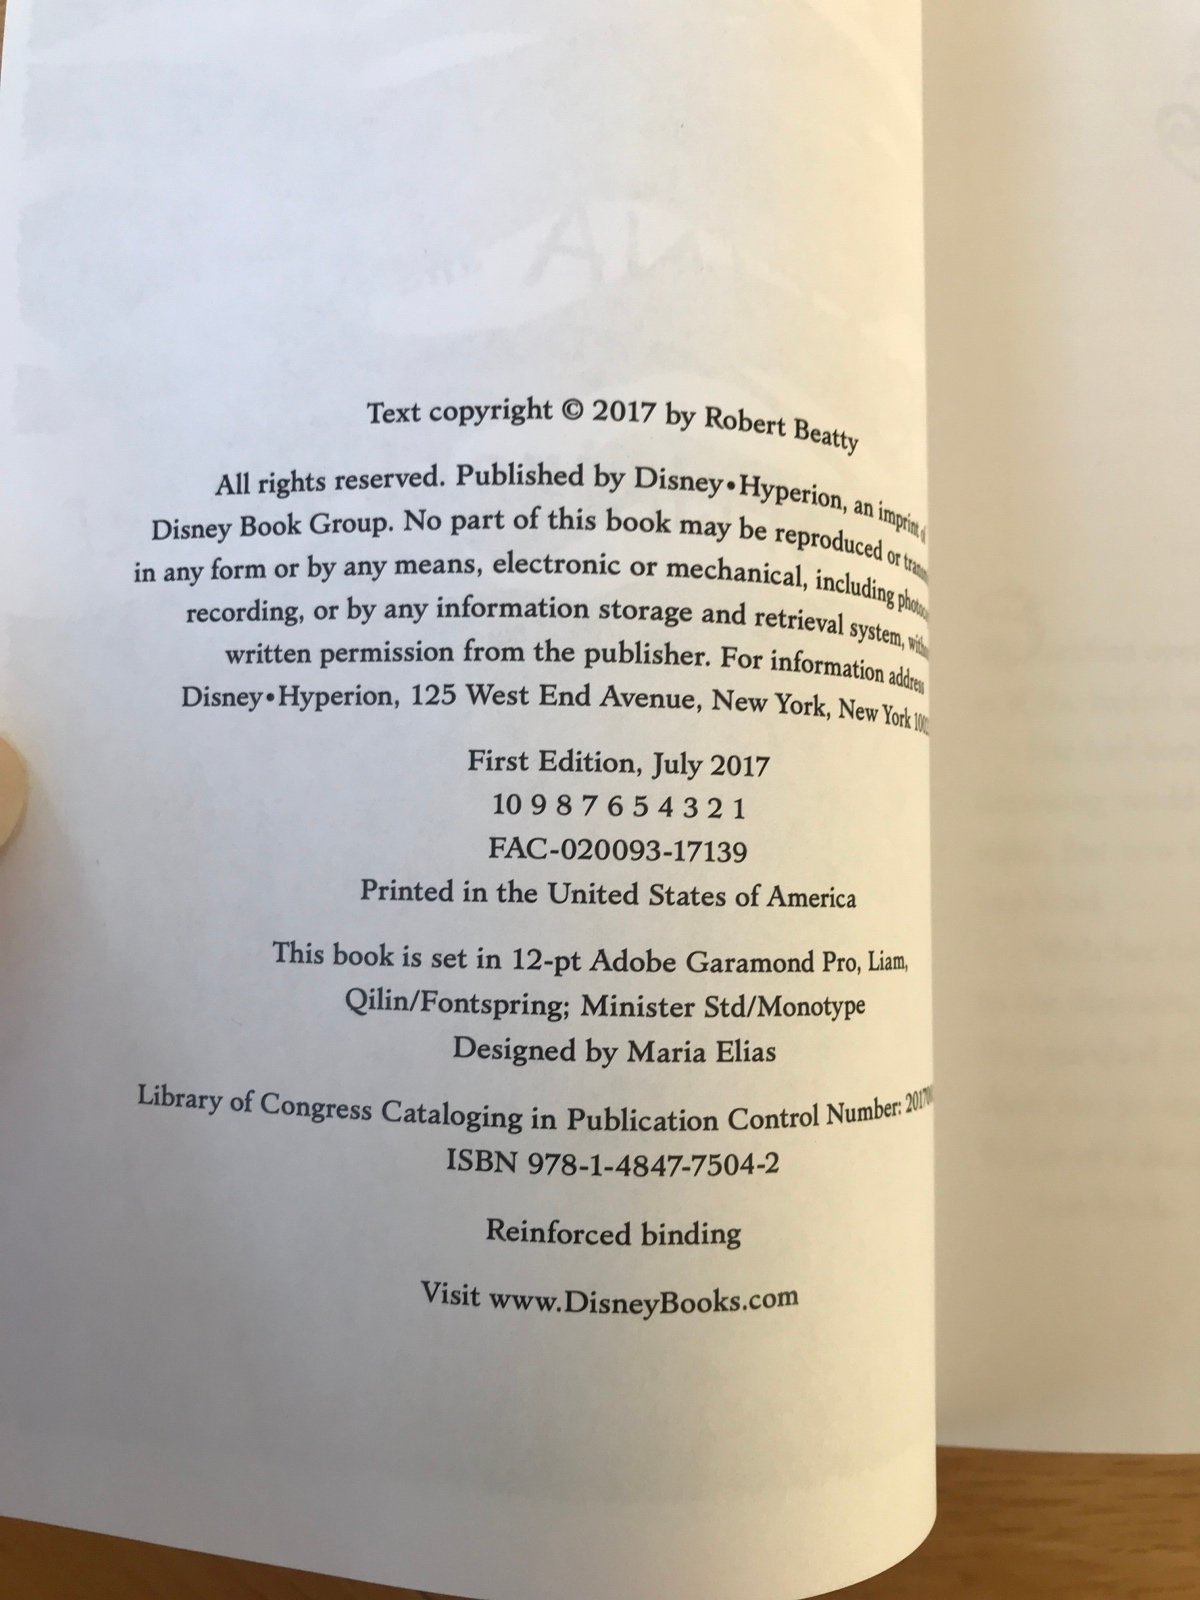 Text copyright © 2017 by Robert Beatty
All rights reserved. Published by Disney•Hyperion, an imprint of
Disney Book Group. No part of this book may be reproduced or
in any form or by any means, electronic or mechanical, including
recording, or by any information storage and retrieval system,
written permission from the publisher. For information address
Disney•Hyperion, 125 West End Avenue, New York, New York
First Edition, July 2017
10 9 8 7 6 5 4 3 2 1
FAC-020093-17139
Printed in the United States of America
This book is set in 12-pt Adobe Garamond Pro, Liam,
Qilin/Fontspring; Minister Std/Monotype
Designed by Maria Elias
Library of Congress Cataloging in Publication Control Number:
ISBN 978-1-4847-7504-2
Reinforced binding
Visit www.DisneyBooks.com